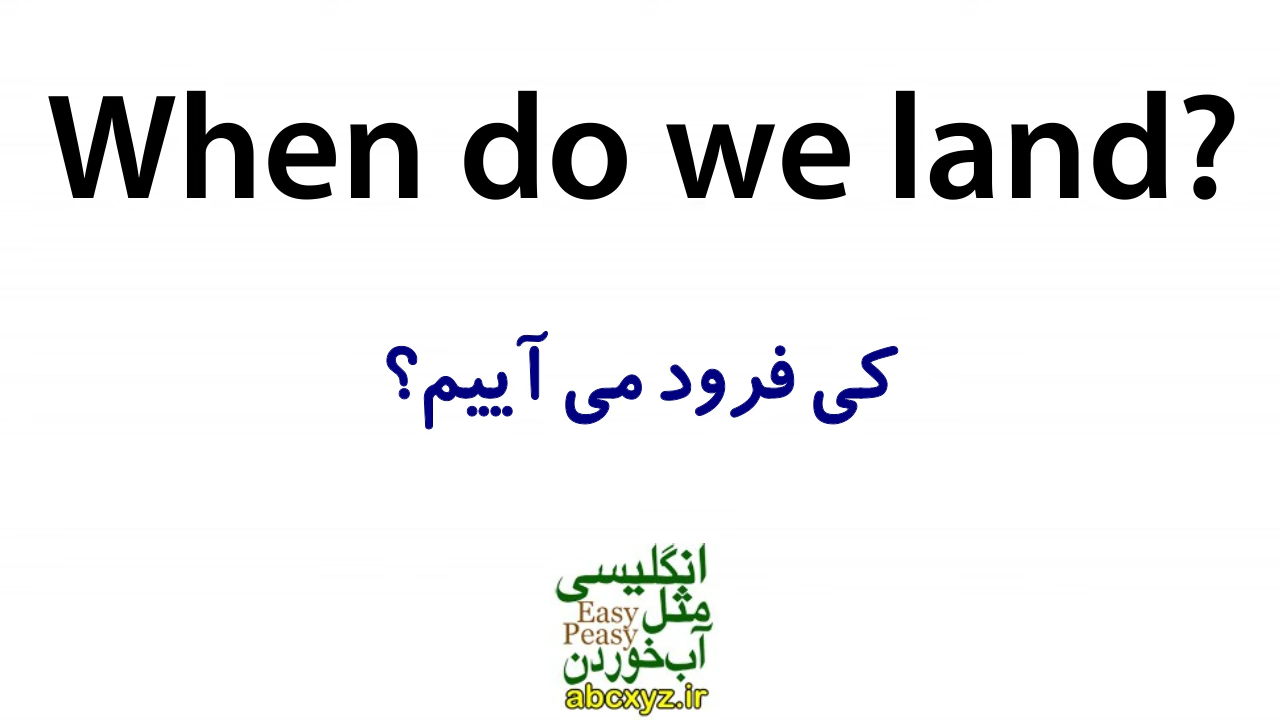 When do we land?
کی فرود می آییم؟
انگلیسی
مثل
Easy
Peasy
آب‌خوردن
abcxyz.ir